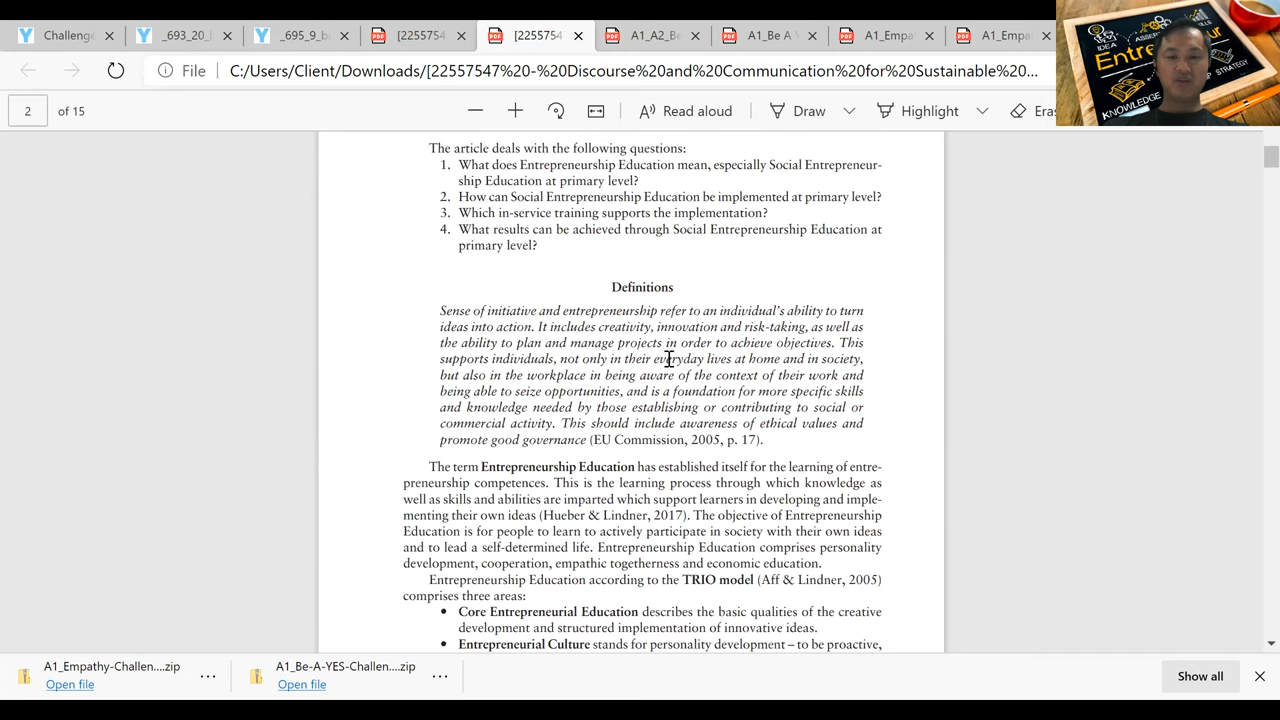 Challenge
_693_20_
_695_9_b
[2255754
[2255754
A1_A2_Be
A1_Be A Y
A1_Empa
A1_Empa
File
C:/Users/Client/Downloads/[22557547%20-%20Discourse%20and%20Communication%20for%20Sustainable%20...
2 of 15
Read aloud
Draw
Highlight
Eras
IDEA
SKILLS
KNOWLEDGE
STRATEGY
The article deals with the following questions:
1. What does Entrepreneurship Education mean, especially Social Entrepreneur-
ship Education at primary level?
2. How can Social Entrepreneurship Education be implemented at primary level?
3. Which in-service training supports the implementation?
4. What results can be achieved through Social Entrepreneurship Education at
primary level?
Definitions
Sense of initiative and entrepreneurship refer to an individual's ability to turn
ideas into action. It includes creativity, innovation and risk-taking, as well as
the ability to plan and manage projects in order to achieve objectives. This
supports individuals, not only in their everyday lives at home and in society,
but also in the workplace in being aware of the context of their work and
being able to seize opportunities, and is a foundation for more specific skills
and knowledge needed by those establishing or contributing to social or
commercial activity. This should include awareness of ethical values and
promote good governance (EU Commission, 2005, p. 17).
The term Entrepreneurship Education has established itself for the learning of entre-
preneurship competences. This is the learning process through which knowledge as
well as skills and abilities are imparted which support learners in developing and imple-
menting their own ideas (Hueber & Lindner, 2017). The objective of Entrepreneurship
Education is for people to learn to actively participate in society with their own ideas
and to lead a self-determined life. Entrepreneurship Education comprises personality
development, cooperation, empathic togetherness and economic education.
Entrepreneurship Education according to the TRIO model (Aff & Lindner, 2005)
comprises three areas:
• Core Entrepreneurial Education describes the basic qualities of the creative
development and structured implementation of innovative ideas.
• Entrepreneurial Culture stands for personality development – to be proactive,
A1_Empathy-Challen....zip
Open file
A1_Be-A-YES-Challen....zip
Open file
Show all